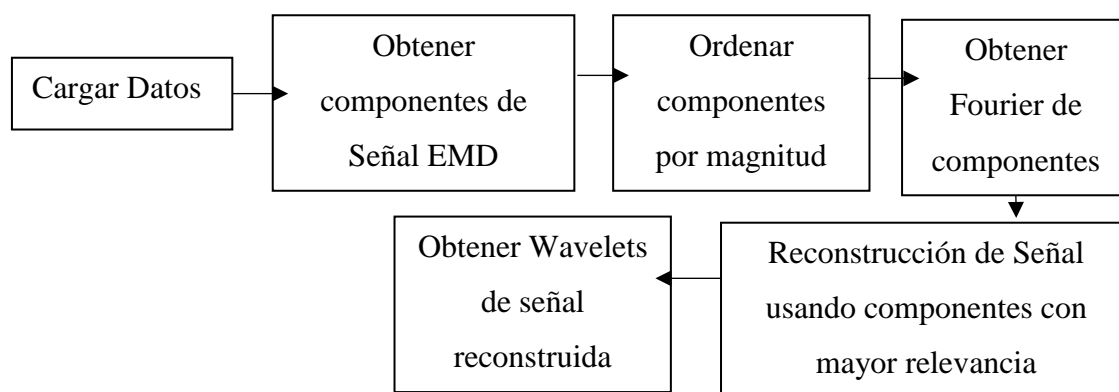 Cargar Datos
Obtener
componentes de
Señal EMD
Ordenar
componentes
por magnitud
Obtener
Fourier de
componentes
Reconstrucción de Señal
usando componentes con
mayor relevancia
Obtener Wavelets
de señal
reconstruida